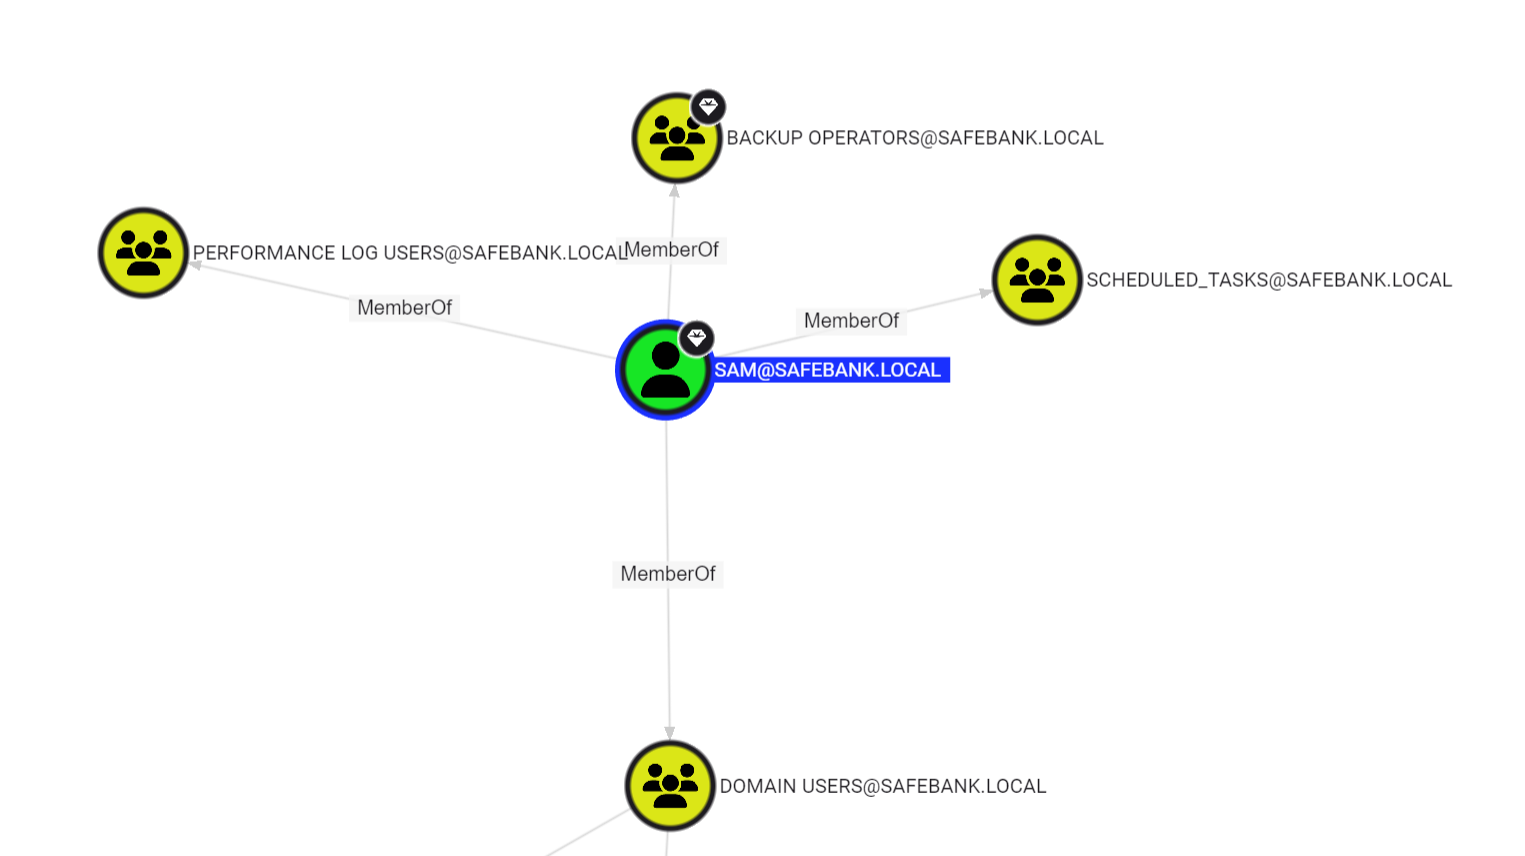 BACKUP OPERATORS@SAFEBANK.LOCAL
PERFORMANCE LOG USERS@SAFEBANK.LOCAL
MemberOf
SCHEDULED_TASKS@SAFEBANK.LOCAL
MemberOf
MemberOf
SAM@SAFEBANK.LOCAL
MemberOf
DOMAIN USERS@SAFEBANK.LOCAL